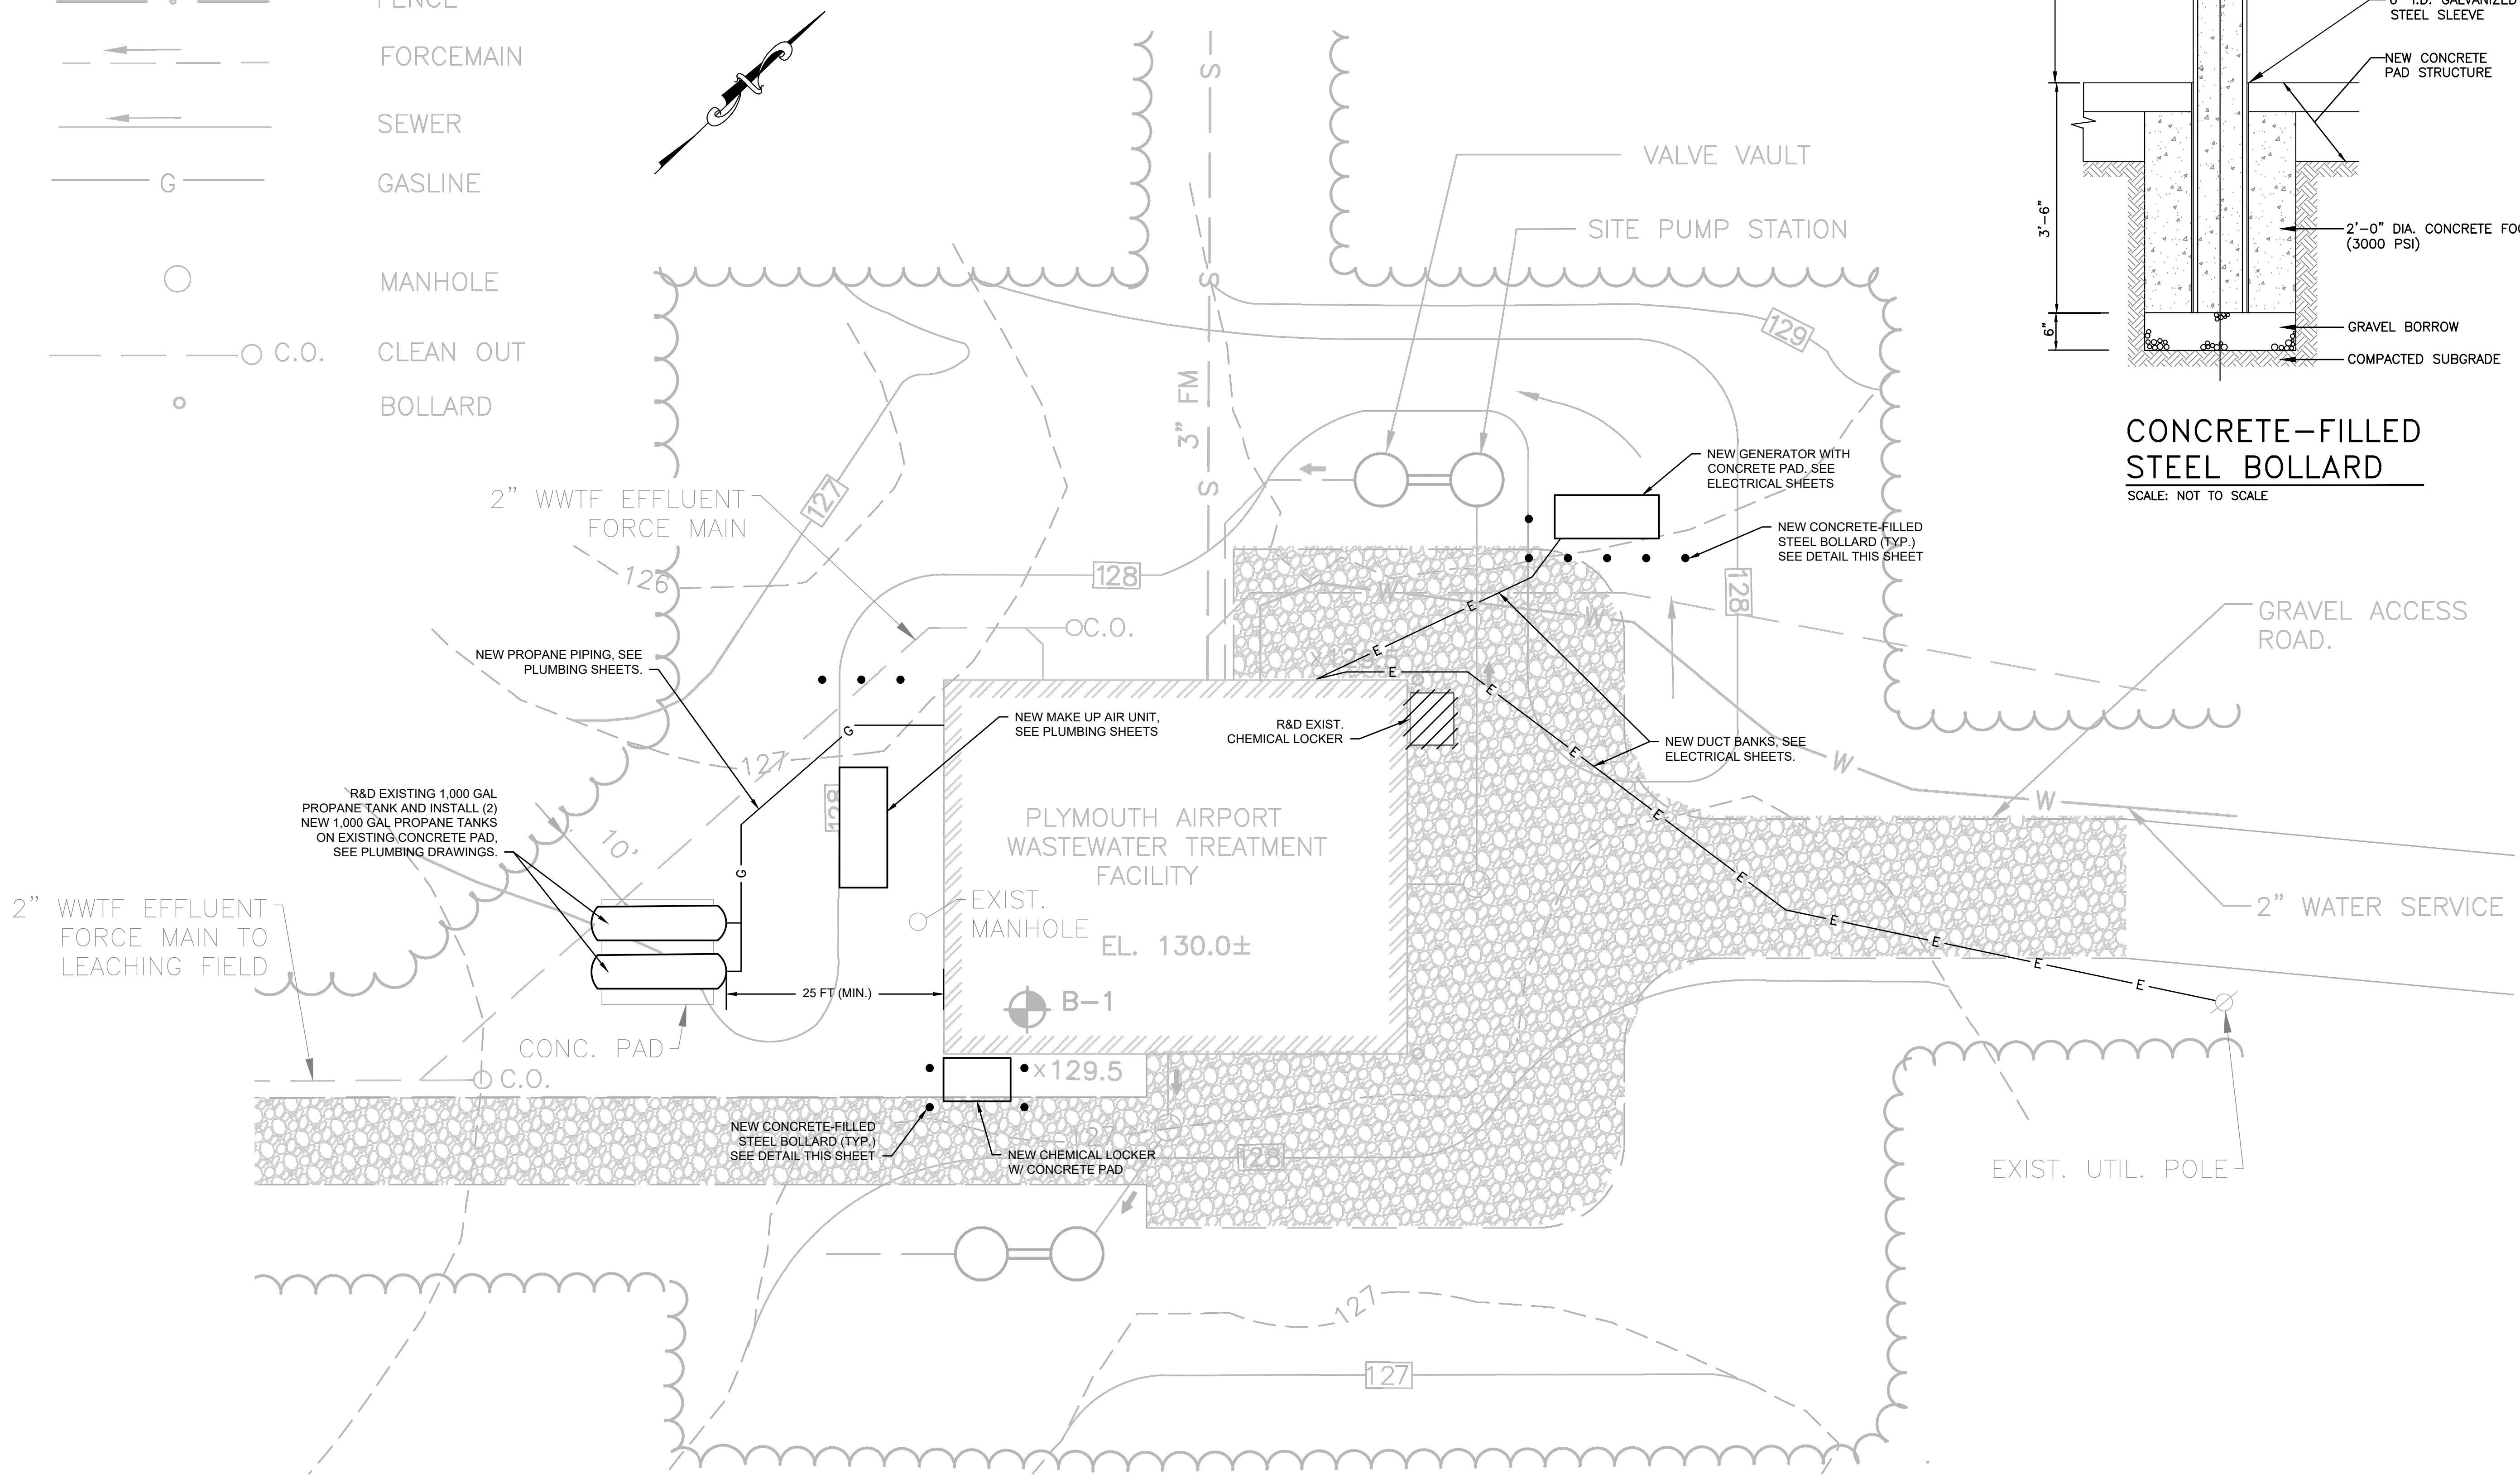 FENCE
FORCEMAIN
SEWER
G
GASLINE
MANHOLE
C.O.
CLEAN OUT
BOLLARD
STEEL SLEEVE
NEW CONCRETE
PAD STRUCTURE
3'-6"
2'-0" DIA. CONCRETE
(3000 PSI)
6"
GRAVEL BORROW
COMPACTED SUBGRADE
CONCRETE-FILLED
STEEL BOLLARD
SCALE: NOT TO SCALE
S
S
S
S
3" FM
VALVE VAULT
SITE PUMP STATION
129
127
2" WWTF EFFLUENT
FORCE MAIN
126
128
C.O.
NEW GENERATOR WITH
CONCRETE PAD. SEE
ELECTRICAL SHEETS
NEW CONCRETE-FILLED
STEEL BOLLARD (TYP.)
SEE DETAIL THIS SHEET
128
W
W
W
W
E
E
E
E
E
E
E
E
E
E
E
GRAVEL ACCESS
ROAD.
NEW PROPANE PIPING, SEE
PLUMBING SHEETS.
G
G
NEW MAKE UP AIR UNIT,
SEE PLUMBING SHEETS
R&D EXIST.
CHEMICAL LOCKER
NEW DUCT BANKS, SEE
ELECTRICAL SHEETS.
127
128
R&D EXISTING 1,000 GAL
PROPANE TANK AND INSTALL (2)
NEW 1,000 GAL PROPANE TANKS
ON EXISTING CONCRETE PAD,
SEE PLUMBING DRAWINGS.
10'
PLYMOUTH AIRPORT
WASTEWATER TREATMENT
FACILITY
EXIST.
MANHOLE
EL. 130.0±
B-1
2" WWTF EFFLUENT
FORCE MAIN TO
LEACHING FIELD
25 FT (MIN.)
2" WATER SERVICE
CONC. PAD
C.O.
x129.5
NEW CONCRETE-FILLED
STEEL BOLLARD (TYP.)
SEE DETAIL THIS SHEET
NEW CHEMICAL LOCKER
W/ CONCRETE PAD
127
128
EXIST. UTIL. POLE
127
127